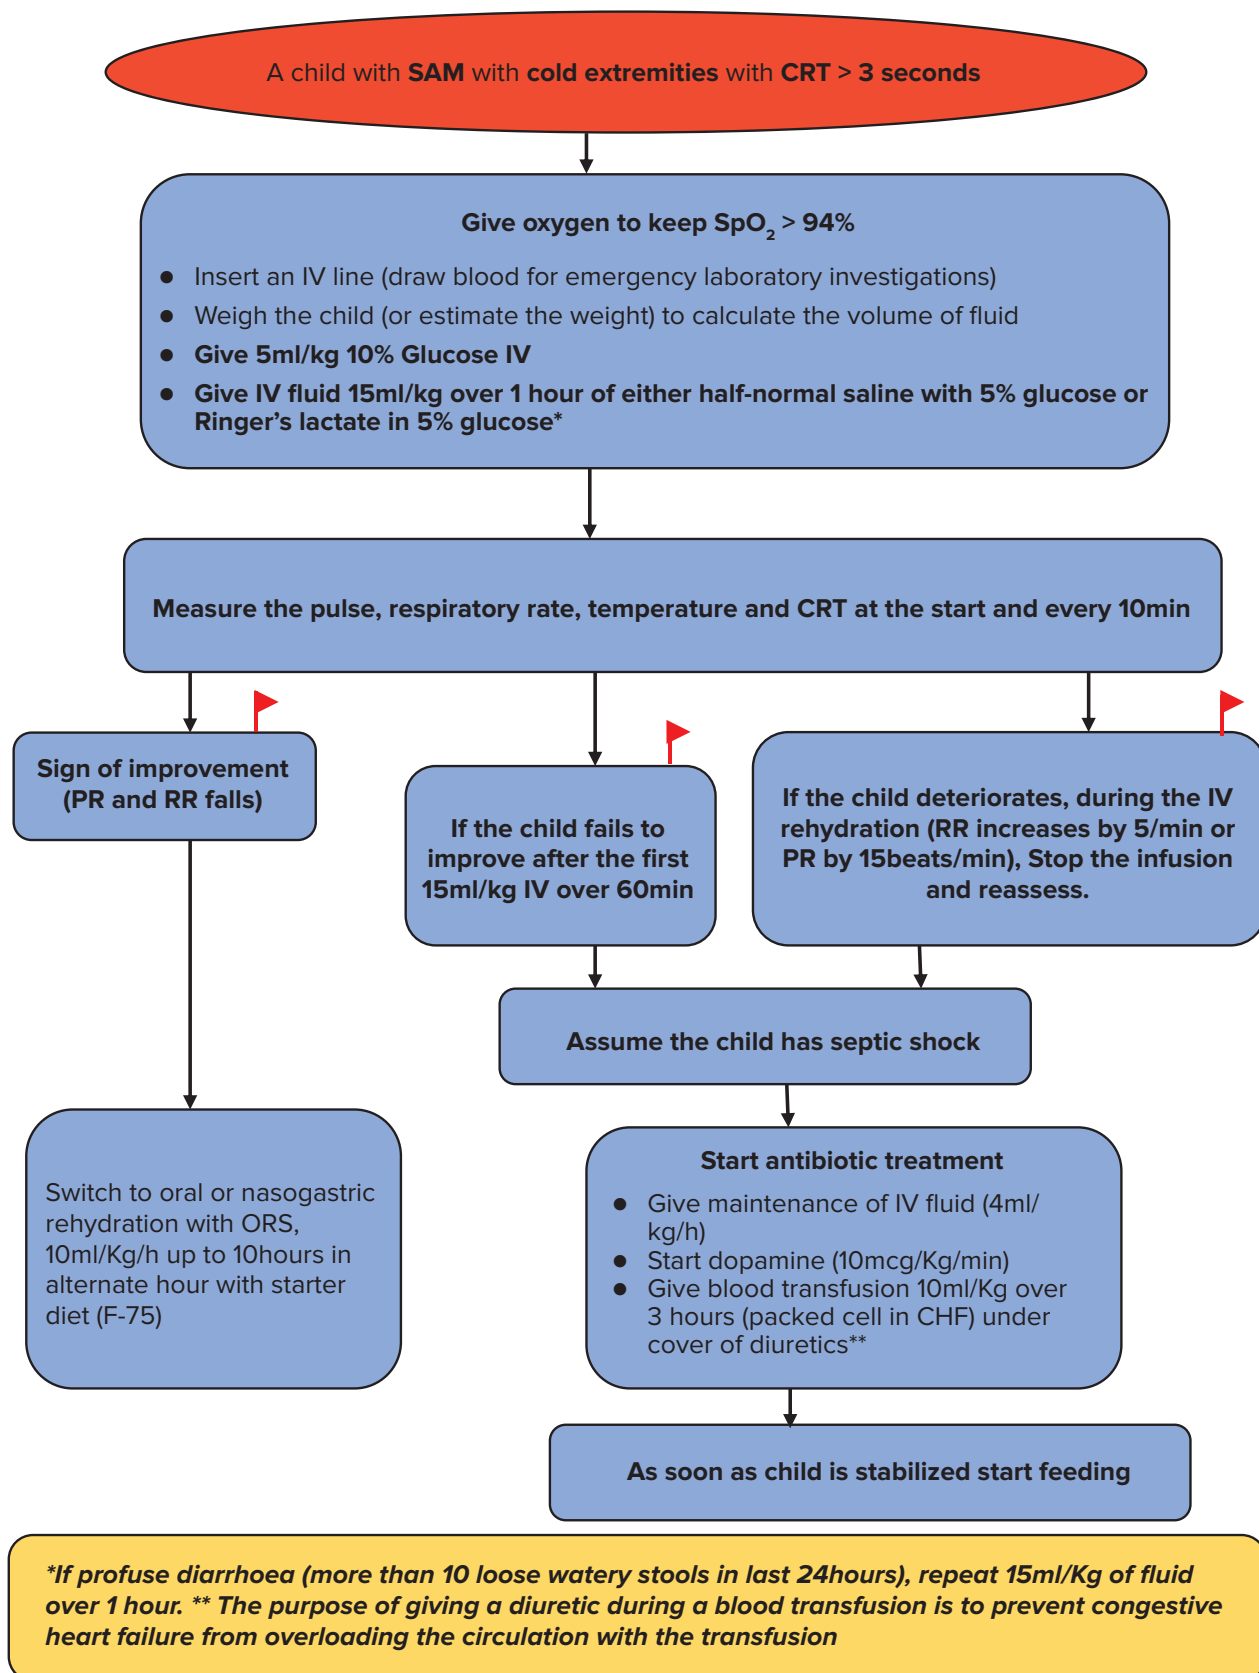 A child with SAM with cold extremities with CRT > 3 seconds
Give oxygen to keep SpO₂ > 94%
● Insert an IV line (draw blood for emergency laboratory investigations)
● Weigh the child (or estimate the weight) to calculate the volume of fluid
● Give 5ml/kg 10% Glucose IV
● Give IV fluid 15ml/kg over 1 hour of either half-normal saline with 5% glucose or
Ringer's lactate in 5% glucose*
Measure the pulse, respiratory rate, temperature and CRT at the start and every 10min
Sign of improvement
(PR and RR falls)
If the child fails to
improve after the first
15ml/kg IV over 60min
If the child deteriorates, during the IV
rehydration (RR increases by 5/min or
PR by 15beats/min), Stop the infusion
and reassess.
Assume the child has septic shock
Switch to oral or nasogastric
rehydration with ORS,
10ml/Kg/h up to 10hours in
alternate hour with starter
diet (F-75)
Start antibiotic treatment
● Give maintenance of IV fluid (4ml/
kg/h)
● Start dopamine (10mcg/Kg/min)
● Give blood transfusion 10ml/Kg over
3 hours (packed cell in CHF) under
cover of diuretics**
As soon as child is stabilized start feeding
*If profuse diarrhoea (more than 10 loose watery stools in last 24hours), repeat 15ml/Kg of fluid
over 1 hour. ** The purpose of giving a diuretic during a blood transfusion is to prevent congestive
heart failure from overloading the circulation with the transfusion